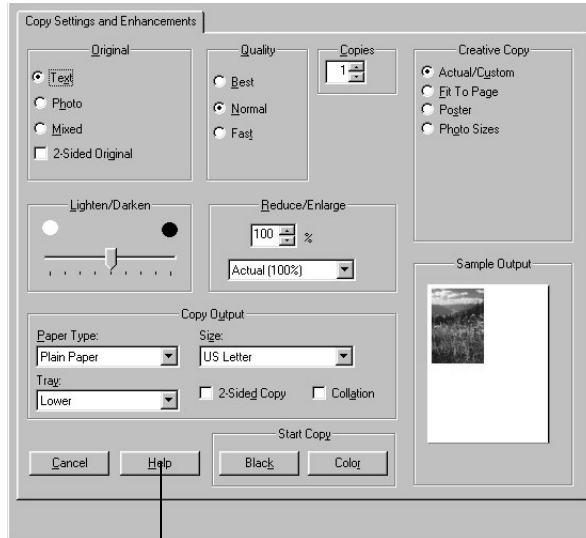 Copy Settings and Enhancements
Original
Text
Photo
Mixed
2-Sided Original
Quality
Best
Normal
Fast
Copies
1
Creative Copy
Actual/Custom
Fit To Page
Poster
Photo Sizes
Lighten/Darken
Reduce/Enlarge
100 %
Actual (100%)
Sample Output
Copy Output
Paper Type:
Plain Paper
Size:
US Letter
Tray:
Lower
2-Sided Copy
Collation
Start Copy
Cancel
Help
Black
Color